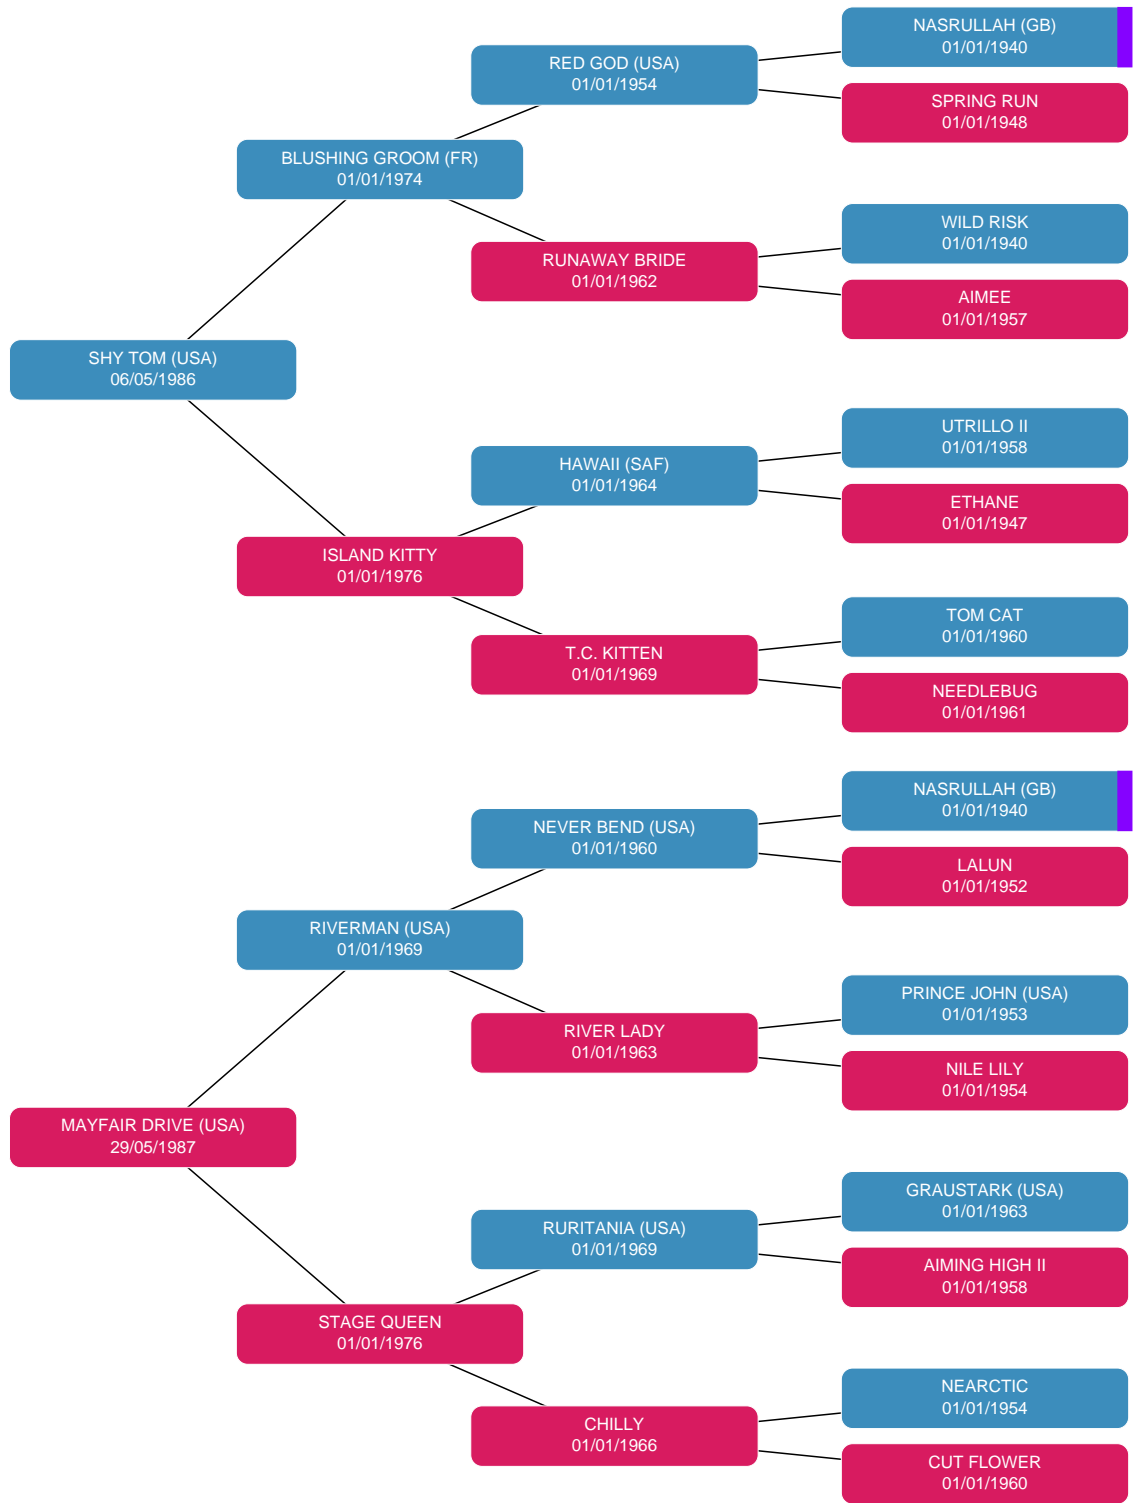 NASRULLAH (GB)
01/01/1940
RED GOD (USA)
01/01/1954
SPRING RUN
01/01/1948
BLUSHING GROOM (FR)
01/01/1974
WILD RISK
01/01/1940
RUNAWAY BRIDE
01/01/1962
AIMEE
01/01/1957
SHY TOM (USA)
06/05/1986
UTRILLO II
01/01/1958
HAWAII (SAF)
01/01/1964
ETHANE
01/01/1947
ISLAND KITTY
01/01/1976
TOM CAT
01/01/1960
T.C. KITTEN
01/01/1969
NEEDLEBUG
01/01/1961
NASRULLAH (GB)
01/01/1940
NEVER BEND (USA)
01/01/1960
LALUN
01/01/1952
RIVERMAN (USA)
01/01/1969
PRINCE JOHN (USA)
01/01/1953
RIVER LADY
01/01/1963
NILE LILY
01/01/1954
MAYFAIR DRIVE (USA)
29/05/1987
GRAUSTARK (USA)
01/01/1963
RURITANIA (USA)
01/01/1969
AIMING HIGH II
01/01/1958
STAGE QUEEN
01/01/1976
NEARCTIC
01/01/1954
CHILLY
01/01/1966
CUT FLOWER
01/01/1960